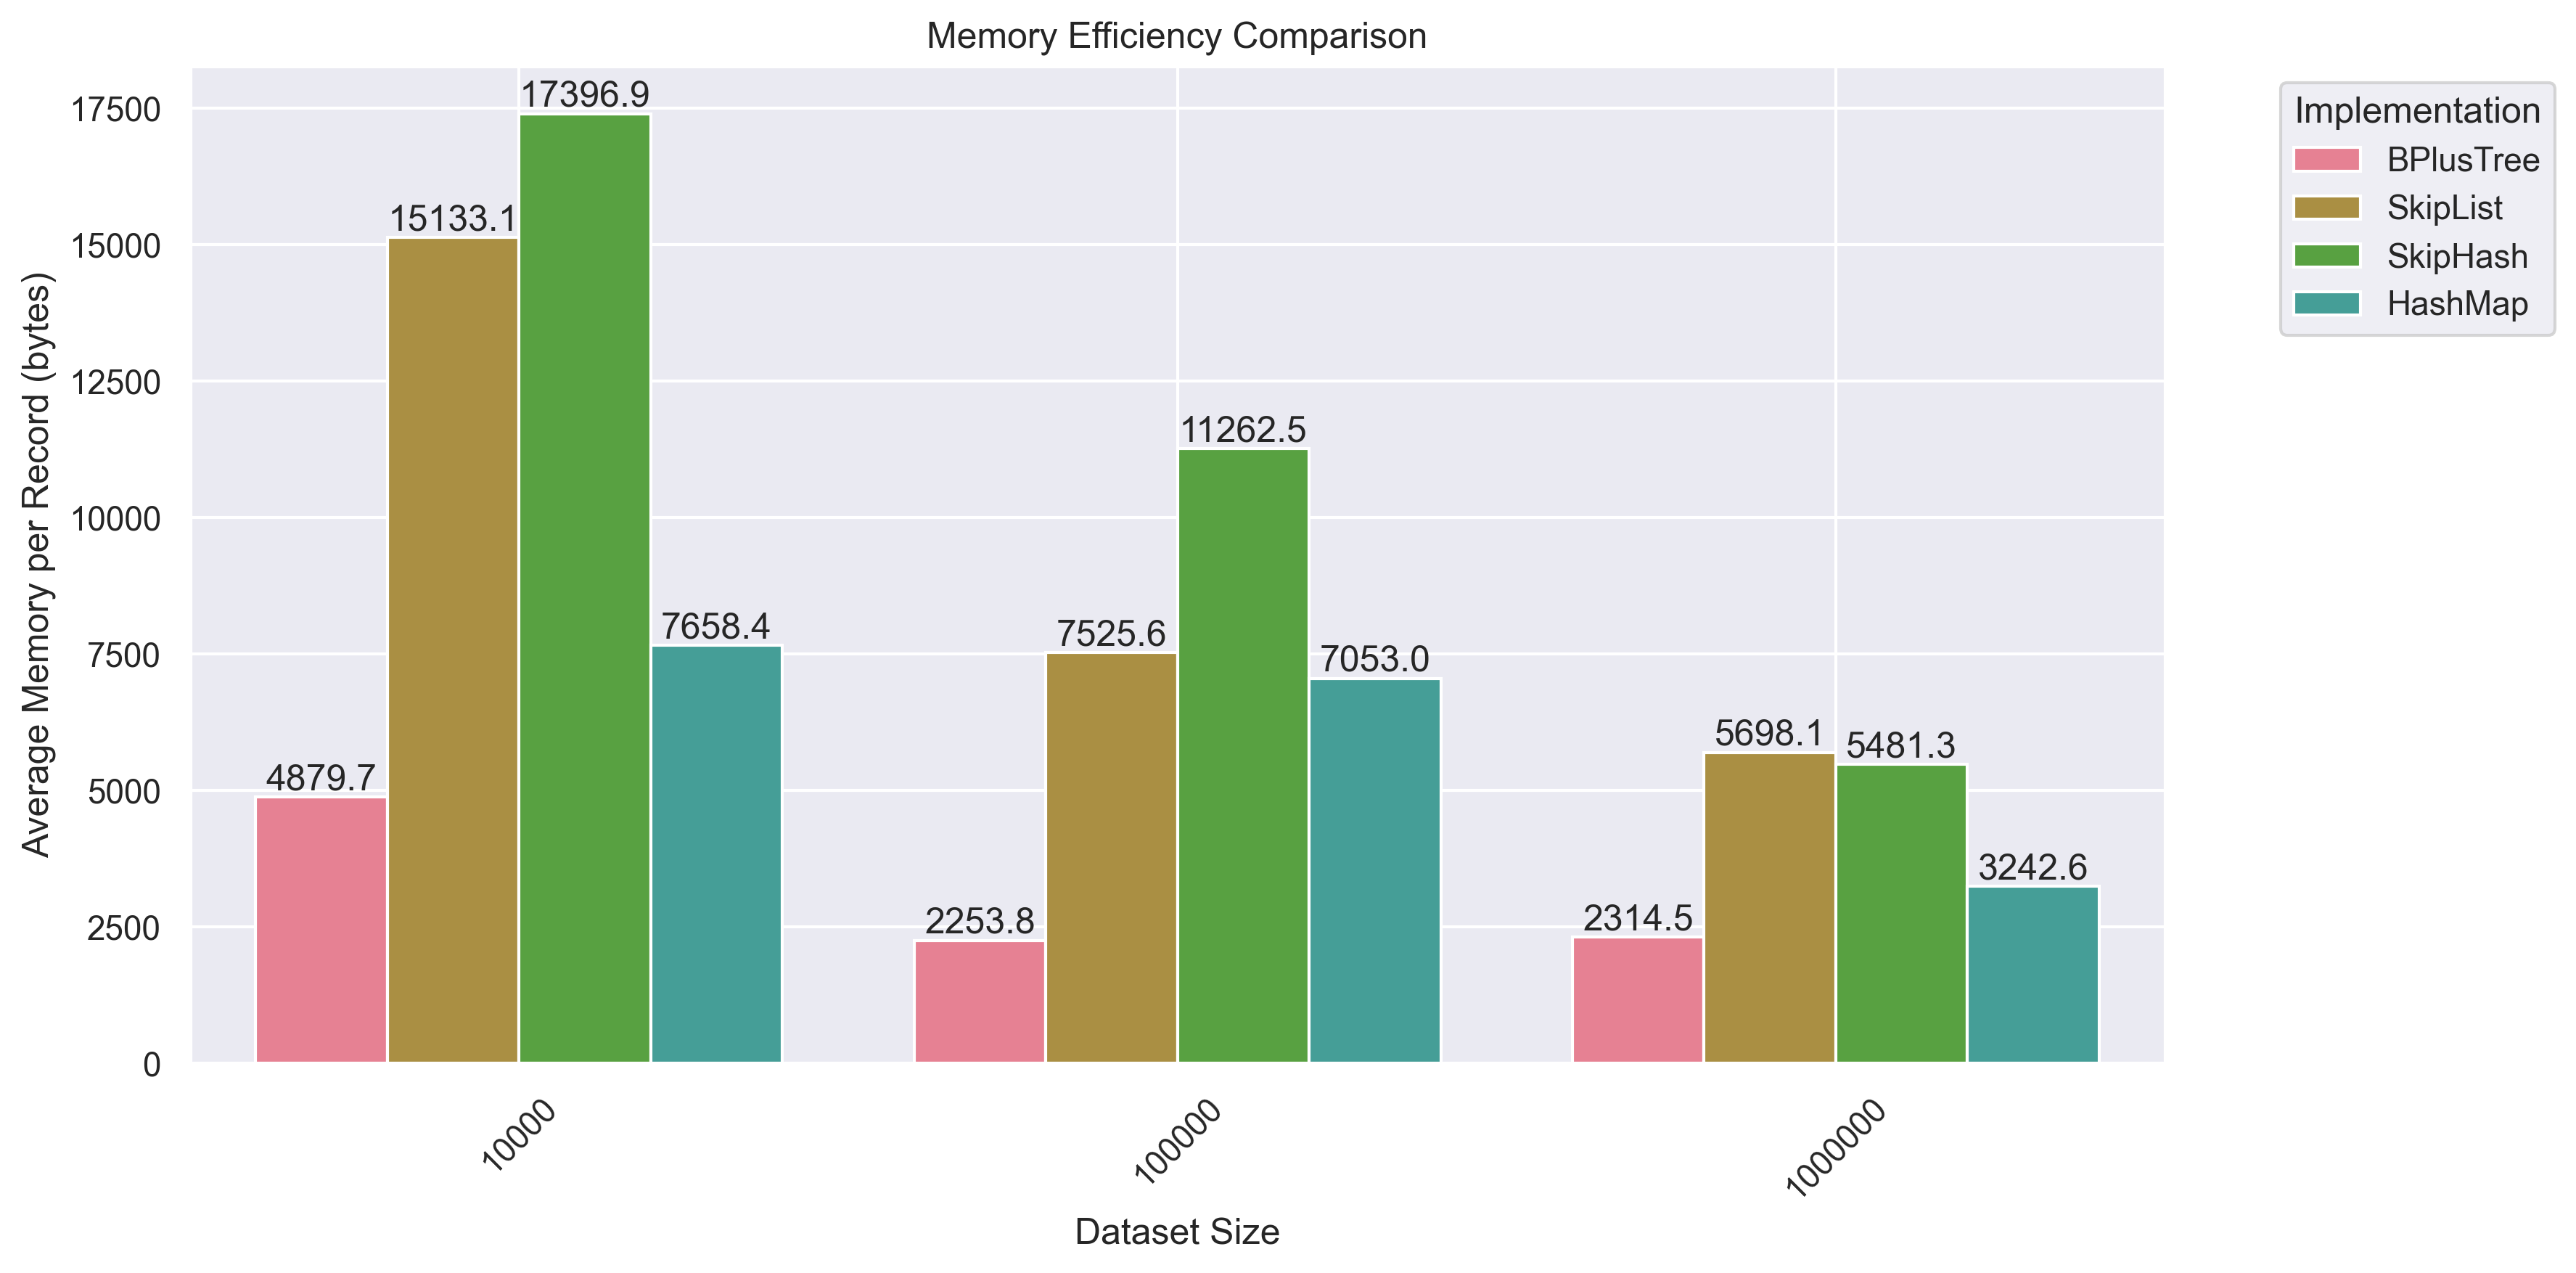 Memory Efficiency Comparison
Average Memory per Record (bytes)
17500
15000
12500
10000
7500
5000
2500
0
4879.7
15133.1
17396.9
7658.4
2253.8
7525.6
11262.5
7053.0
2314.5
5698.1
5481.3
3242.6
10000
100000
1000000
Dataset Size
Implementation
BPlusTree
SkipList
SkipHash
HashMap